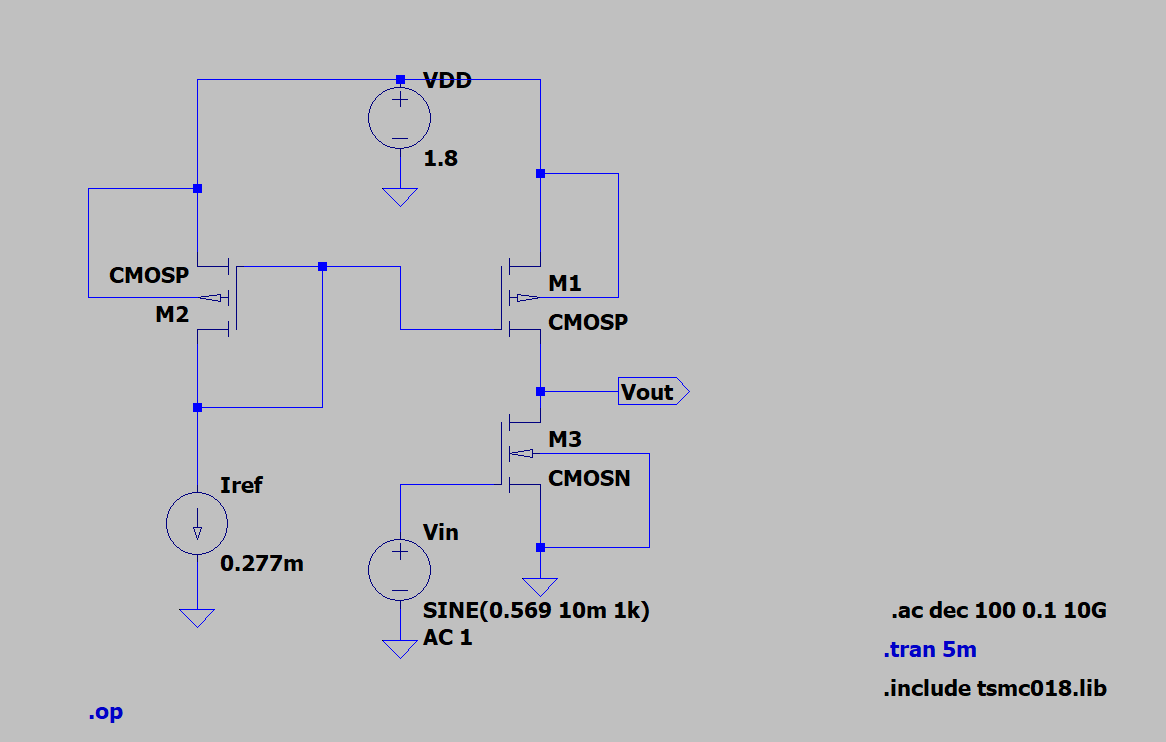 VDD
1.8
CMOSP
M2
M1
CMOSP
Vout
M3
CMOSN
Iref
0.277m
Vin
SINE(0.569 10m 1k)
AC 1
.ac dec 100 0.1 10G
.tran 5m
.include tsmc018.lib
.op